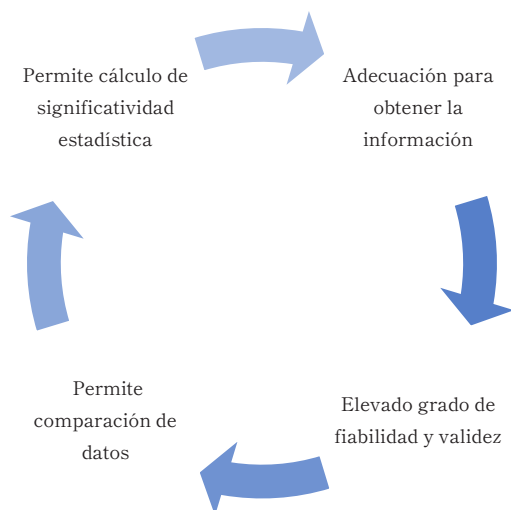 Permite cálculo de
significatividad
estadística
Adecuación para
obtener la
información
Elevado grado de
fiabilidad y validez
Permite
comparación de
datos